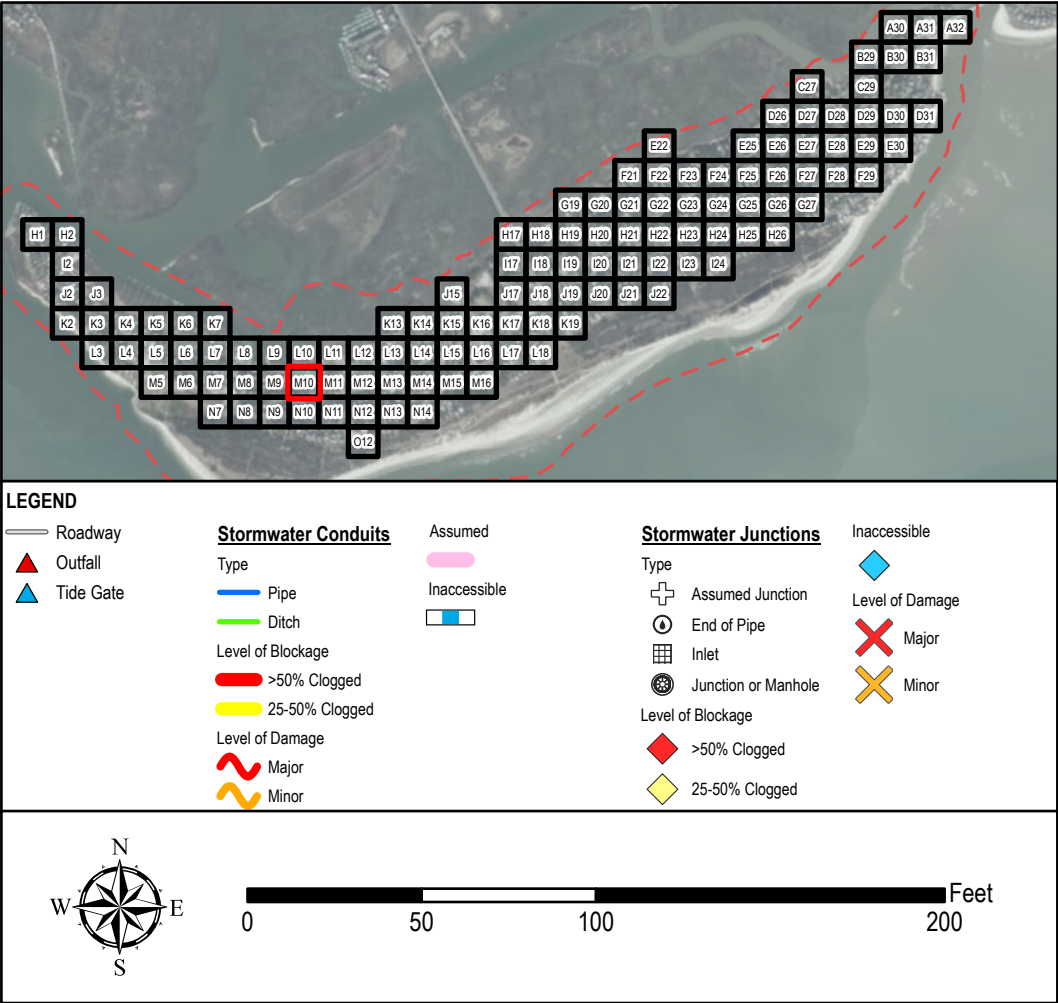 A30 A31 A32
B29 B30 B31
C27 C29
D26 D27 D28 D29 D30 D31
E22 E25 E26 E27 E28 E29 E30
F21 F22 F23 F24 F25 F26 F27 F28 F29
G19 G20 G21 G22 G23 G24 G25 G26 G27
H1 H2 H17 H18 H19 H20 H21 H22 H23 H24 H25 H26
I2 I17 I18 I19 I20 I21 I22 I23 I24
J2 J3 J15 J17 J18 J19 J20 J21 J22
K2 K3 K4 K5 K6 K7 K13 K14 K15 K16 K17 K18 K19
L3 L4 L5 L6 L7 L8 L9 L10 L11 L12 L13 L14 L15 L16 L17 L18
M5 M6 M7 M8 M9 M10 M11 M12 M13 M14 M15 M16
N7 N8 N9 N10 N11 N12 N13 N14
O12
LEGEND
Roadway
Outfall
Tide Gate
Stormwater Conduits
Type
Pipe
Ditch
Level of Blockage
>50% Clogged
25-50% Clogged
Level of Damage
Major
Minor
Assumed
Inaccessible
Stormwater Junctions
Type
Assumed Junction
End of Pipe
Inlet
Junction or Manhole
Level of Blockage
>50% Clogged
25-50% Clogged
Inaccessible
Level of Damage
Major
Minor
N
W E
S
Feet
0 50 100 200